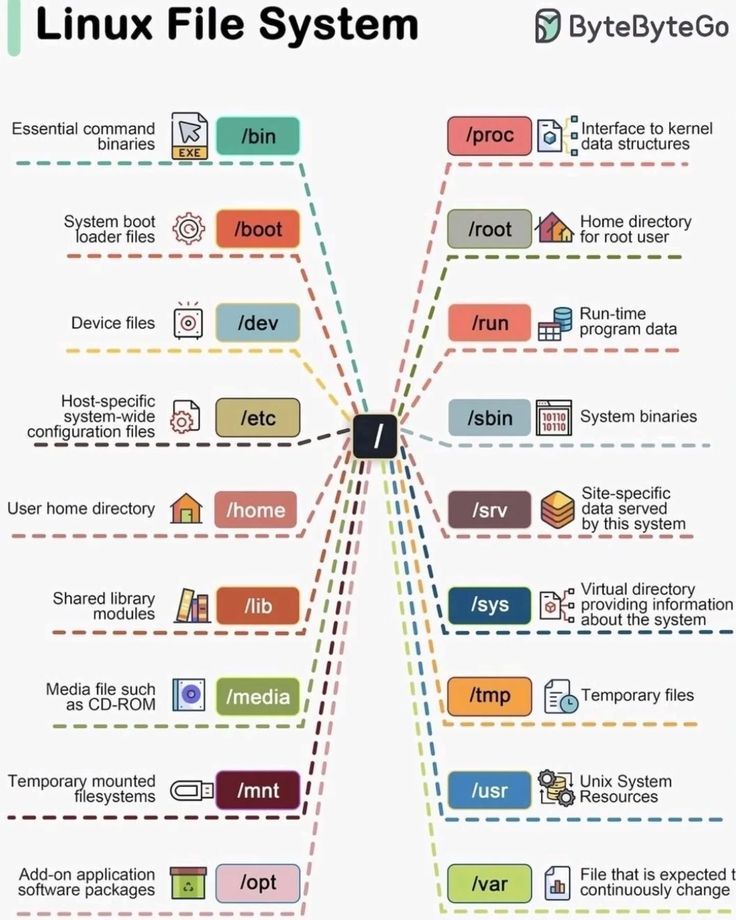 Linux File System
ByteByteGo
Essential command
binaries
EXE
/bin
System boot
loader files
/boot
Device files
/dev
Host-specific
system-wide
configuration files
/etc
User home directory
/home
Shared library
modules
/lib
Media file such
as CD-ROM
/media
Temporary mounted
filesystems
/mnt
Add-on application
software packages
/opt
/
/proc
Interface to kernel
data structures
/root
Home directory
for root user
/run
Run-time
program data
/sbin
10110
10110
System binaries
/srv
Site-specific
data served
by this system
/sys
Virtual directory
providing information
about the system
/tmp
Temporary files
/usr
Unix System
Resources
/var
File that is expected t
continuously change